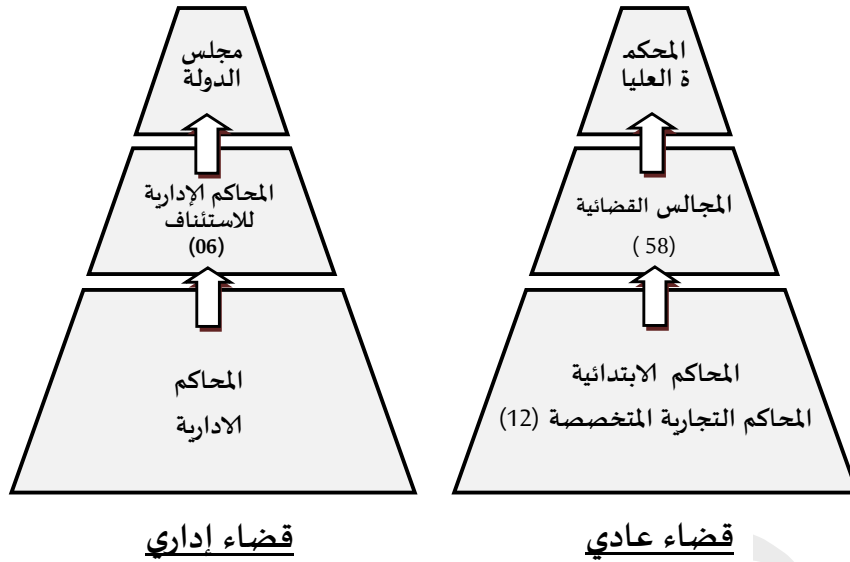 المحكم
ة العليا
المجالس القضائية
(58 )
المحاكم الابتدائية
المحاكم التجارية المتخصصة (12)
قضاء عادي
مجلس
الدولة
المحاكم الإدارية
للاستئناف
(06)
المحاكم
الادارية
قضاء إداري